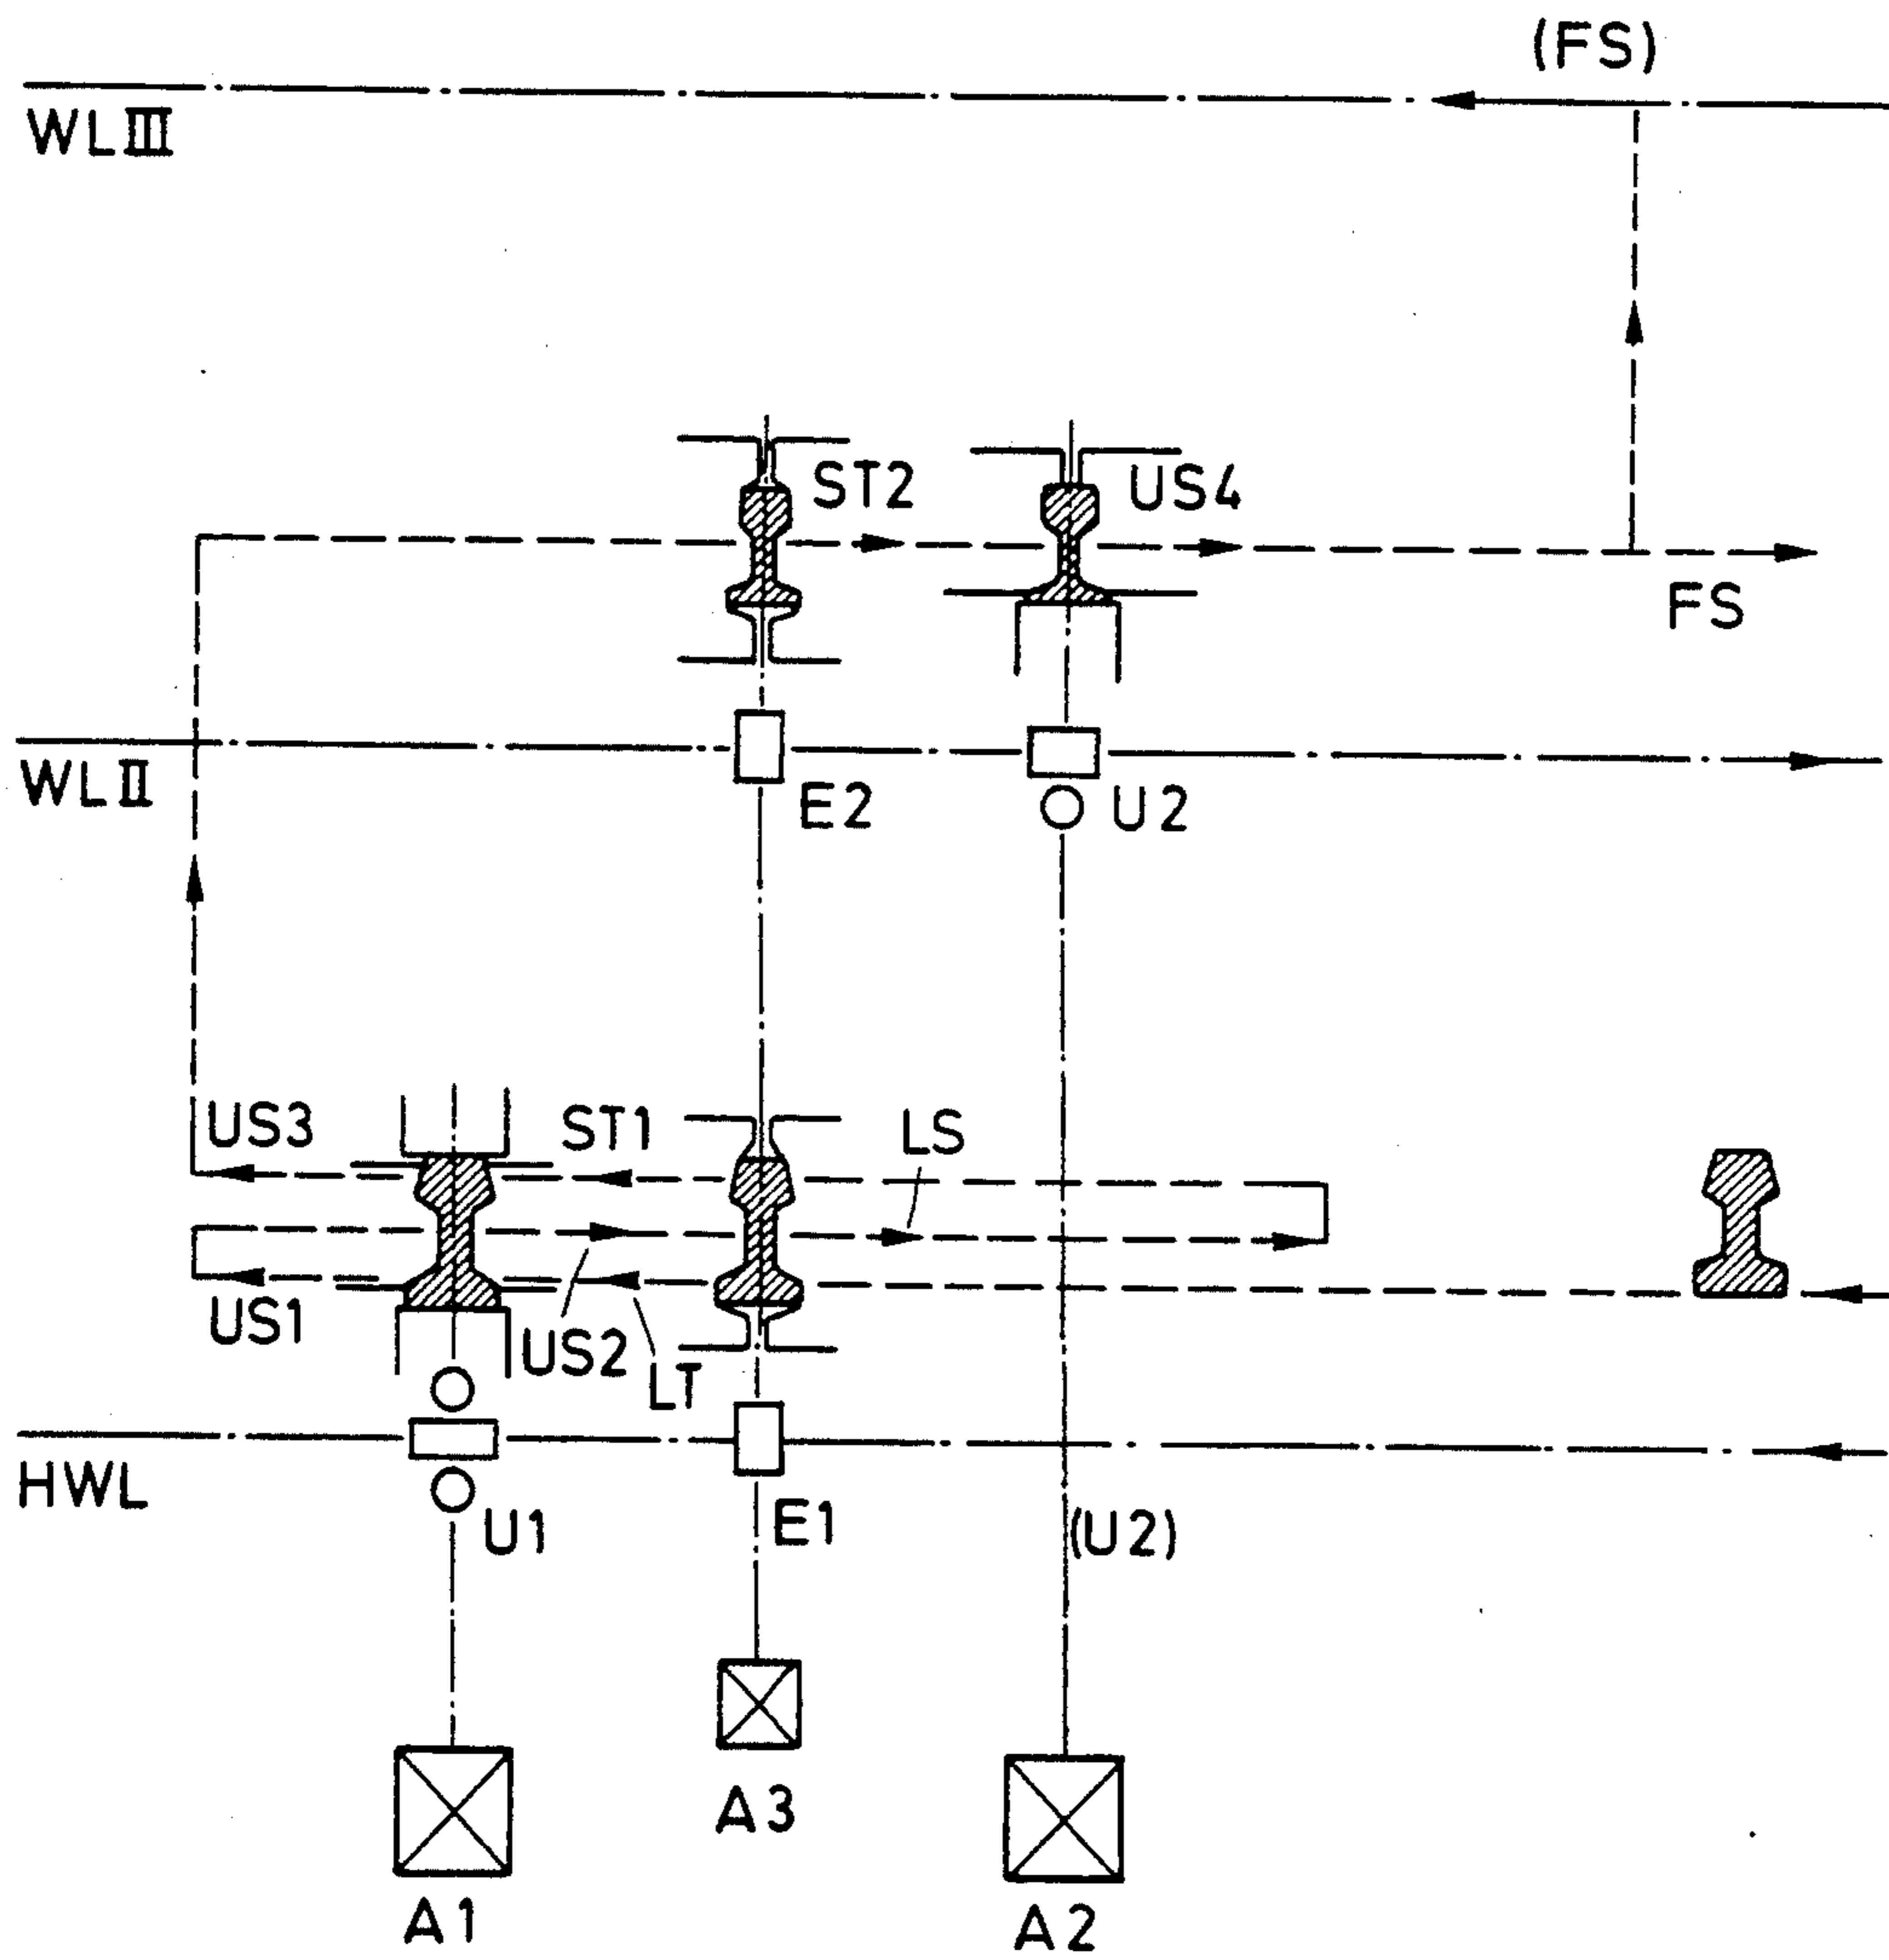 (FS)
WLIII
ST2
US4
FS
WLII
E2
U2
US3
ST1
LS
US1
US2
LT
HWL
U1
E1
(U2)
A3
A1
A2